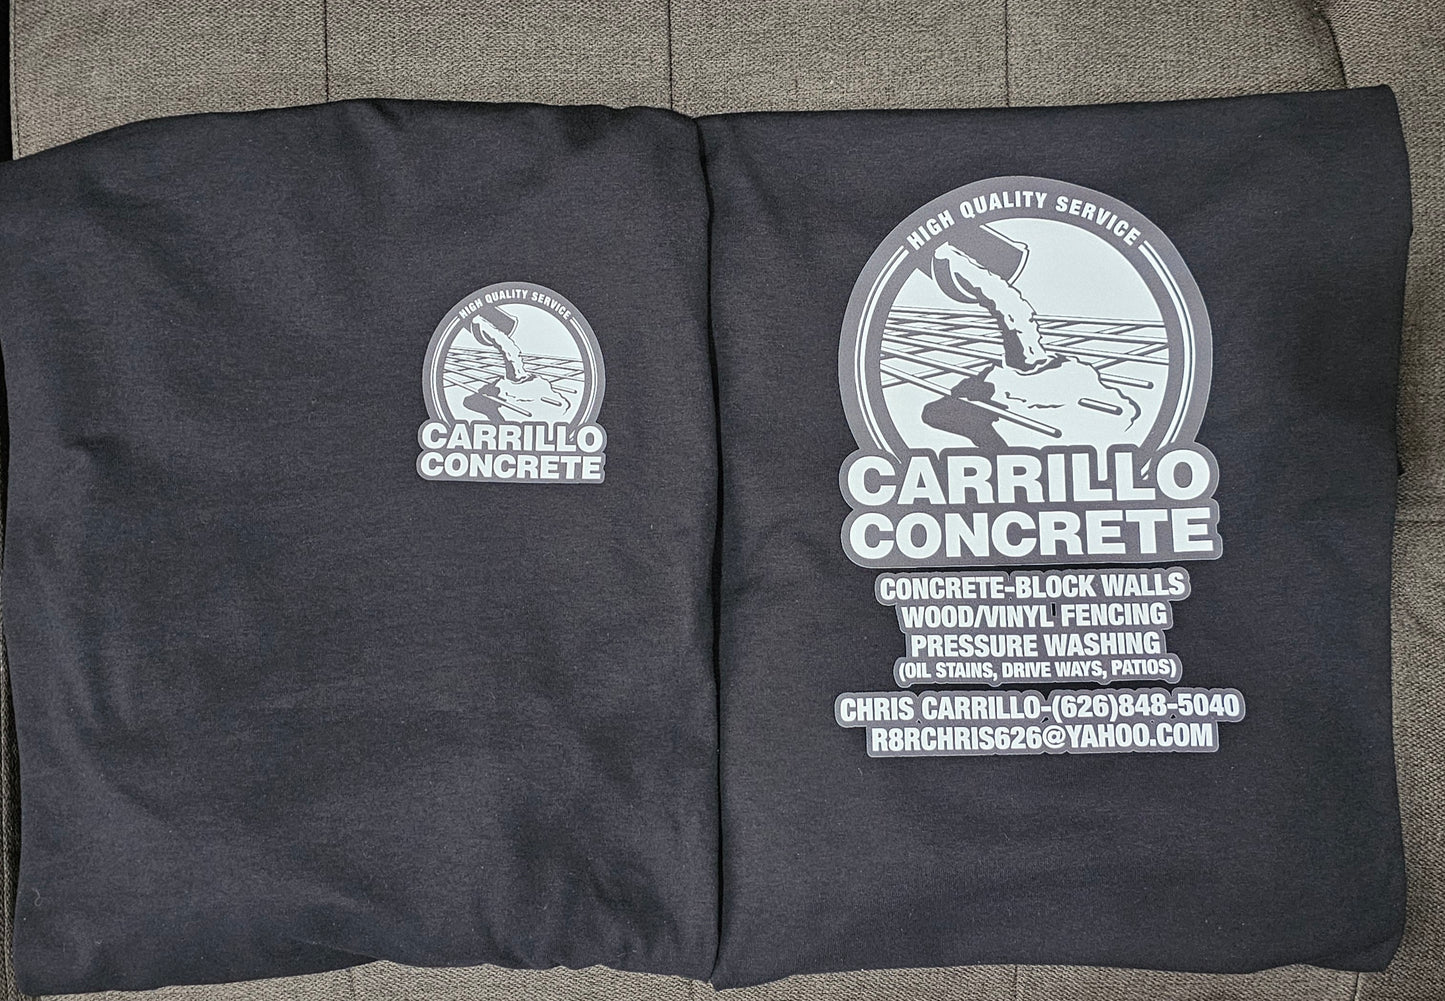 HIGH QUALITY SERVICE
CARRILLO
CONCRETE
HIGH QUALITY SERVICE
CARRILLO
CONCRETE
CONCRETE-BLOCK WALLS
WOOD/VINYL FENCING
PRESSURE WASHING
(OIL STAINS, DRIVE WAYS, PATIOS)
CHRIS CARRILLO-(626)848-5040
R8RCHRIS626@YAHOO.COM